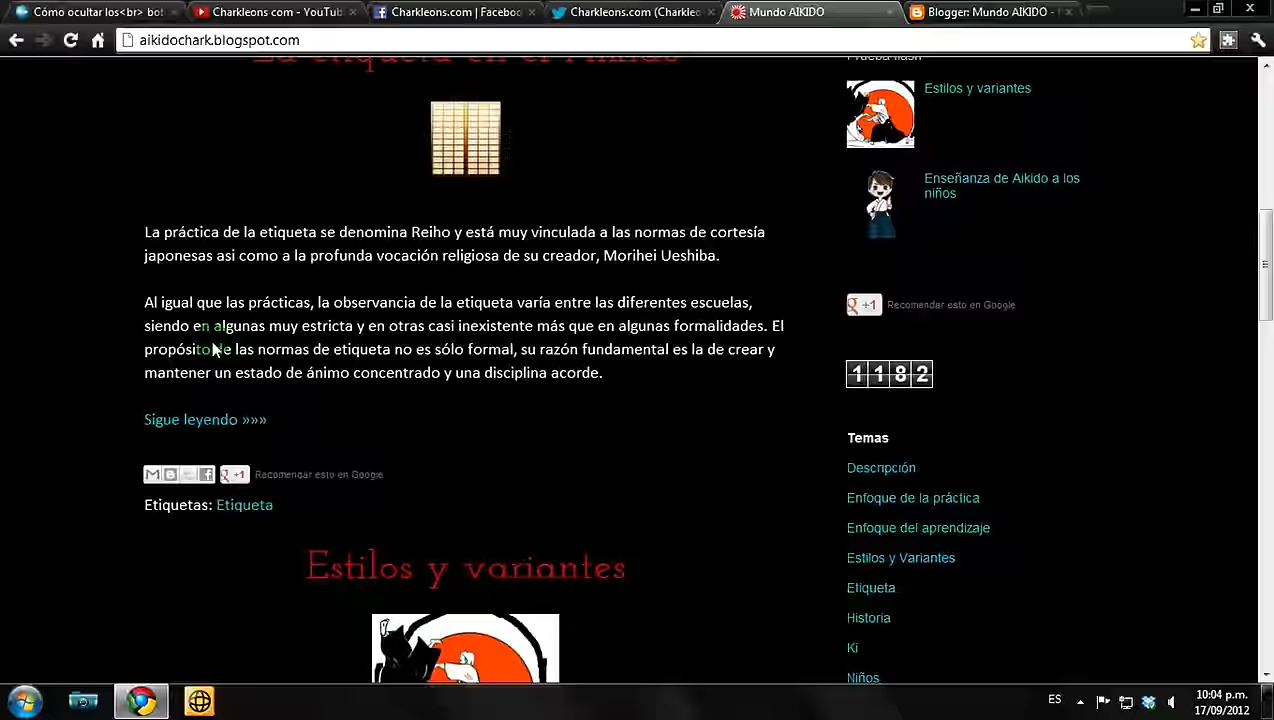 Cómo ocultar los<br> bot
Charkleons com - YouTub
Charkleons.com | Faceboo
Charkleons.com (Charkleo
Mundo AIKIDO
Blogger: Mundo AIKIDO -
aikidochark.blogspot.com
La etiqueta en el Aikido
Prueba flash
Estilos y variantes
Enseñanza de Aikido a los
niños
La práctica de la etiqueta se denomina Reiho y está muy vinculada a las normas de cortesía
japonesas asi como a la profunda vocación religiosa de su creador, Morihei Ueshiba.
Al igual que las prácticas, la observancia de la etiqueta varía entre las diferentes escuelas,
siendo en algunas muy estricta y en otras casi inexistente más que en algunas formalidades. El
propósito de las normas de etiqueta no es sólo formal, su razón fundamental es la de crear y
mantener un estado de ánimo concentrado y una disciplina acorde.
Sigue leyendo »»»
+1 Recomendar esto en Google
Etiquetas: Etiqueta
Estilos y variantes
+1 Recomendar esto en Google
1182
Temas
Descripción
Enfoque de la práctica
Enfoque del aprendizaje
Estilos y Variantes
Etiqueta
Historia
Ki
Niños
ES
10:04 p.m.
17/09/2012